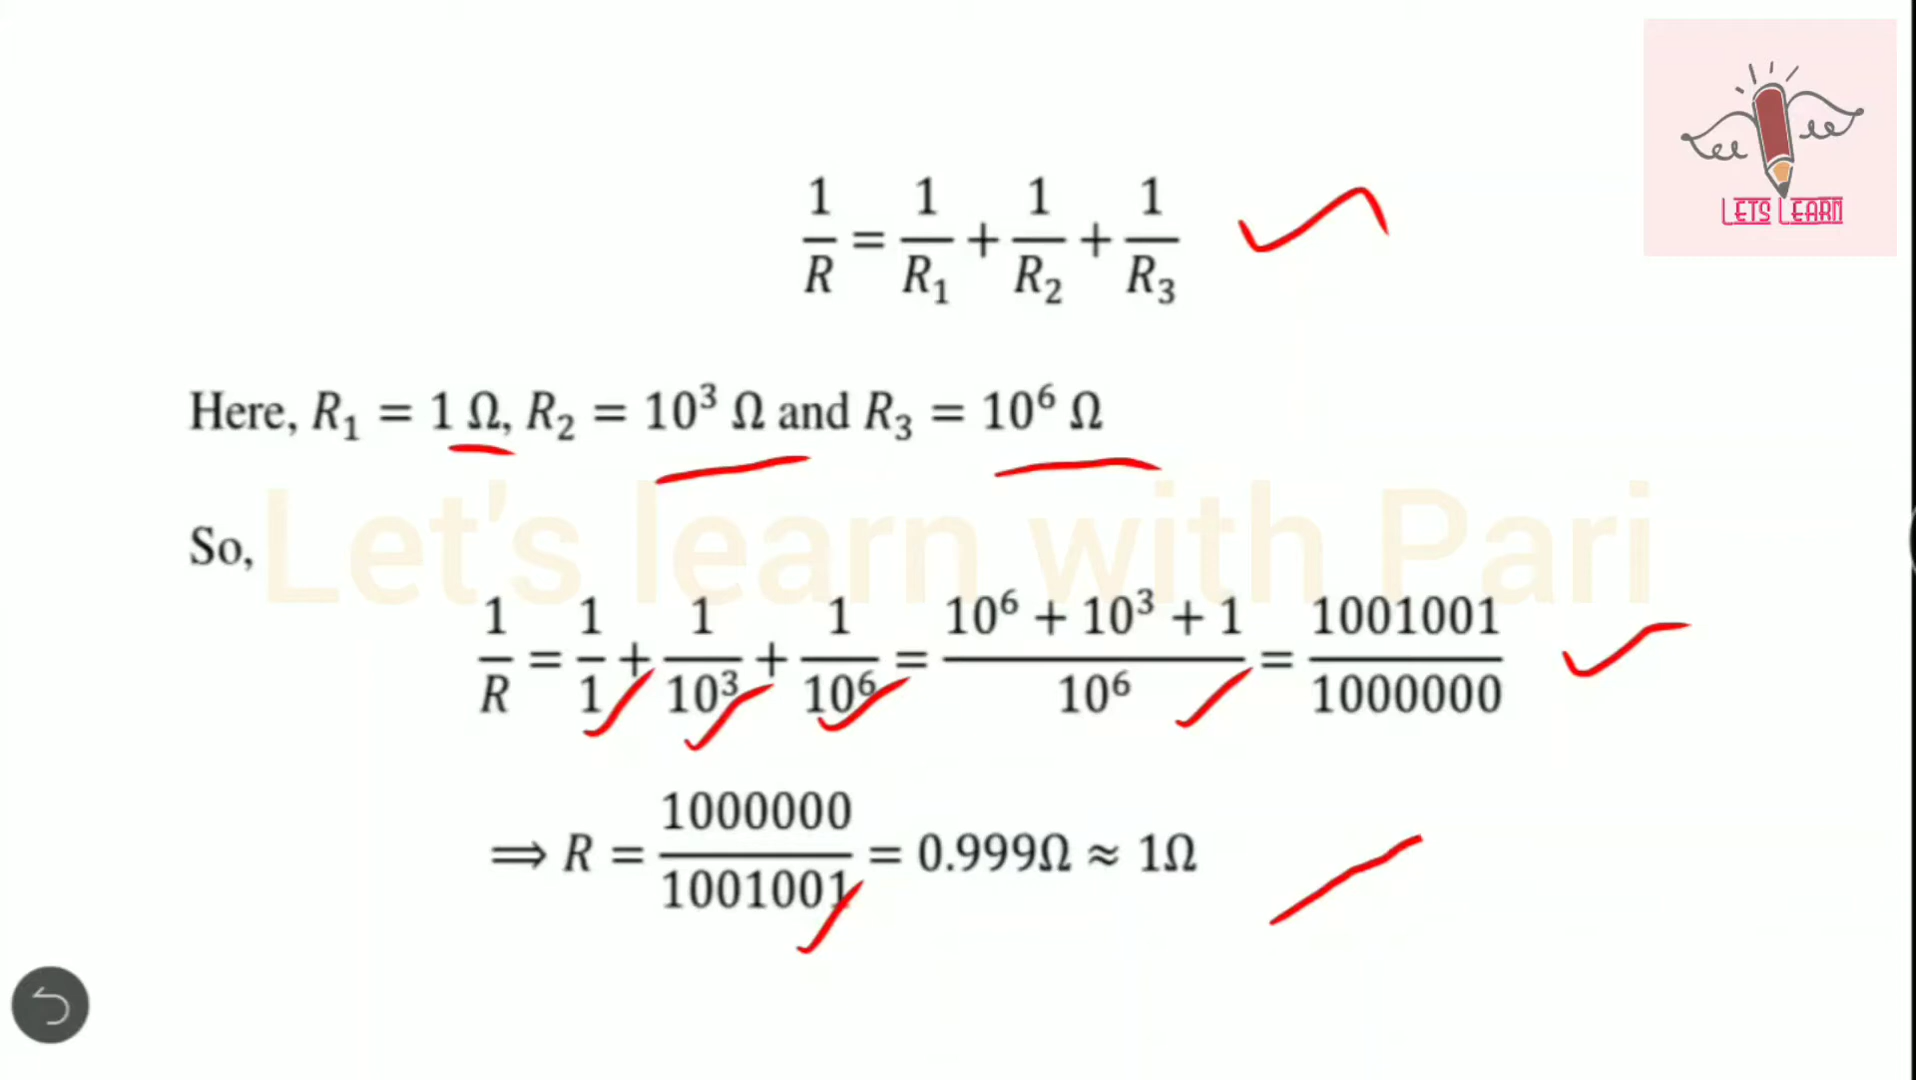 LETS LEARN
1/R = 1/R₁ + 1/R₂ + 1/R₃
Here, R₁ = 1 Ω, R₂ = 10³ Ω and R₃ = 10⁶ Ω
Let's learn with Pari
So,
1/R = 1/1 + 1/10³ + 1/10⁶ = (10⁶ + 10³ + 1)/10⁶ = 1001001/1000000
⟹ R = 1000000/1001001 = 0.999Ω ≈ 1Ω